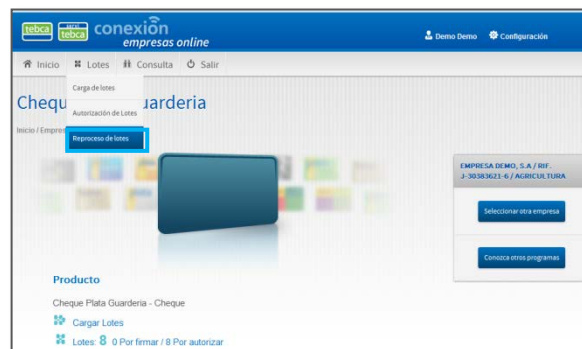 tebca tebca conexión
empresas online
Demo Demo Configuración
Inicio Lotes Consulta Salir
Carga de lotes
Cheque Guarderia
Autorización de Lotes
Inicio / Empres
Reproceso de lotes
EMPRESA DEMO, S.A / RIF.
J-30383621-6 / AGRICULTURA
Seleccionar otra empresa
Conozca otros programas
Producto
Cheque Plata Guarderia - Cheque
Cargar Lotes
Lotes: 8 0 Por firmar / 8 Por autorizar